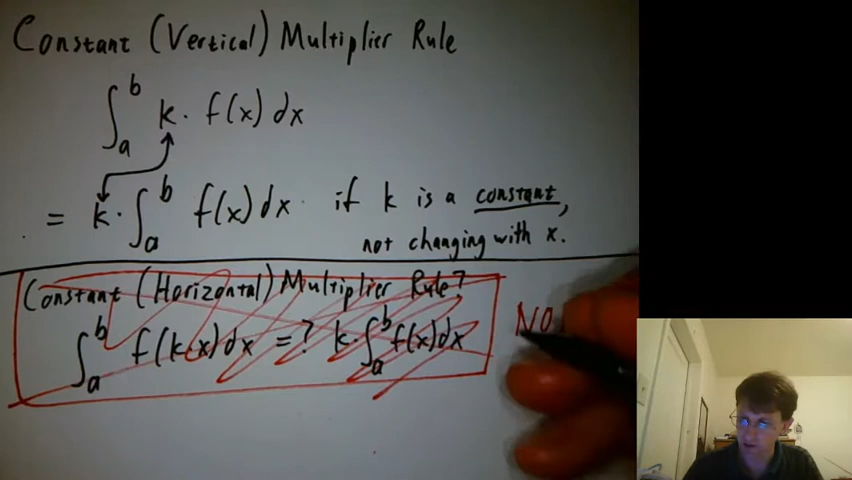 Constant (Vertical) Multiplier Rule
∫_a^b k · f(x) dx
= k · ∫_a^b f(x) dx if k is a constant,
not changing with x.
Constant (Horizontal) Multiplier Rule?
∫_a^b f(k·x) dx =? k · ∫_a^b f(x) dx
NO